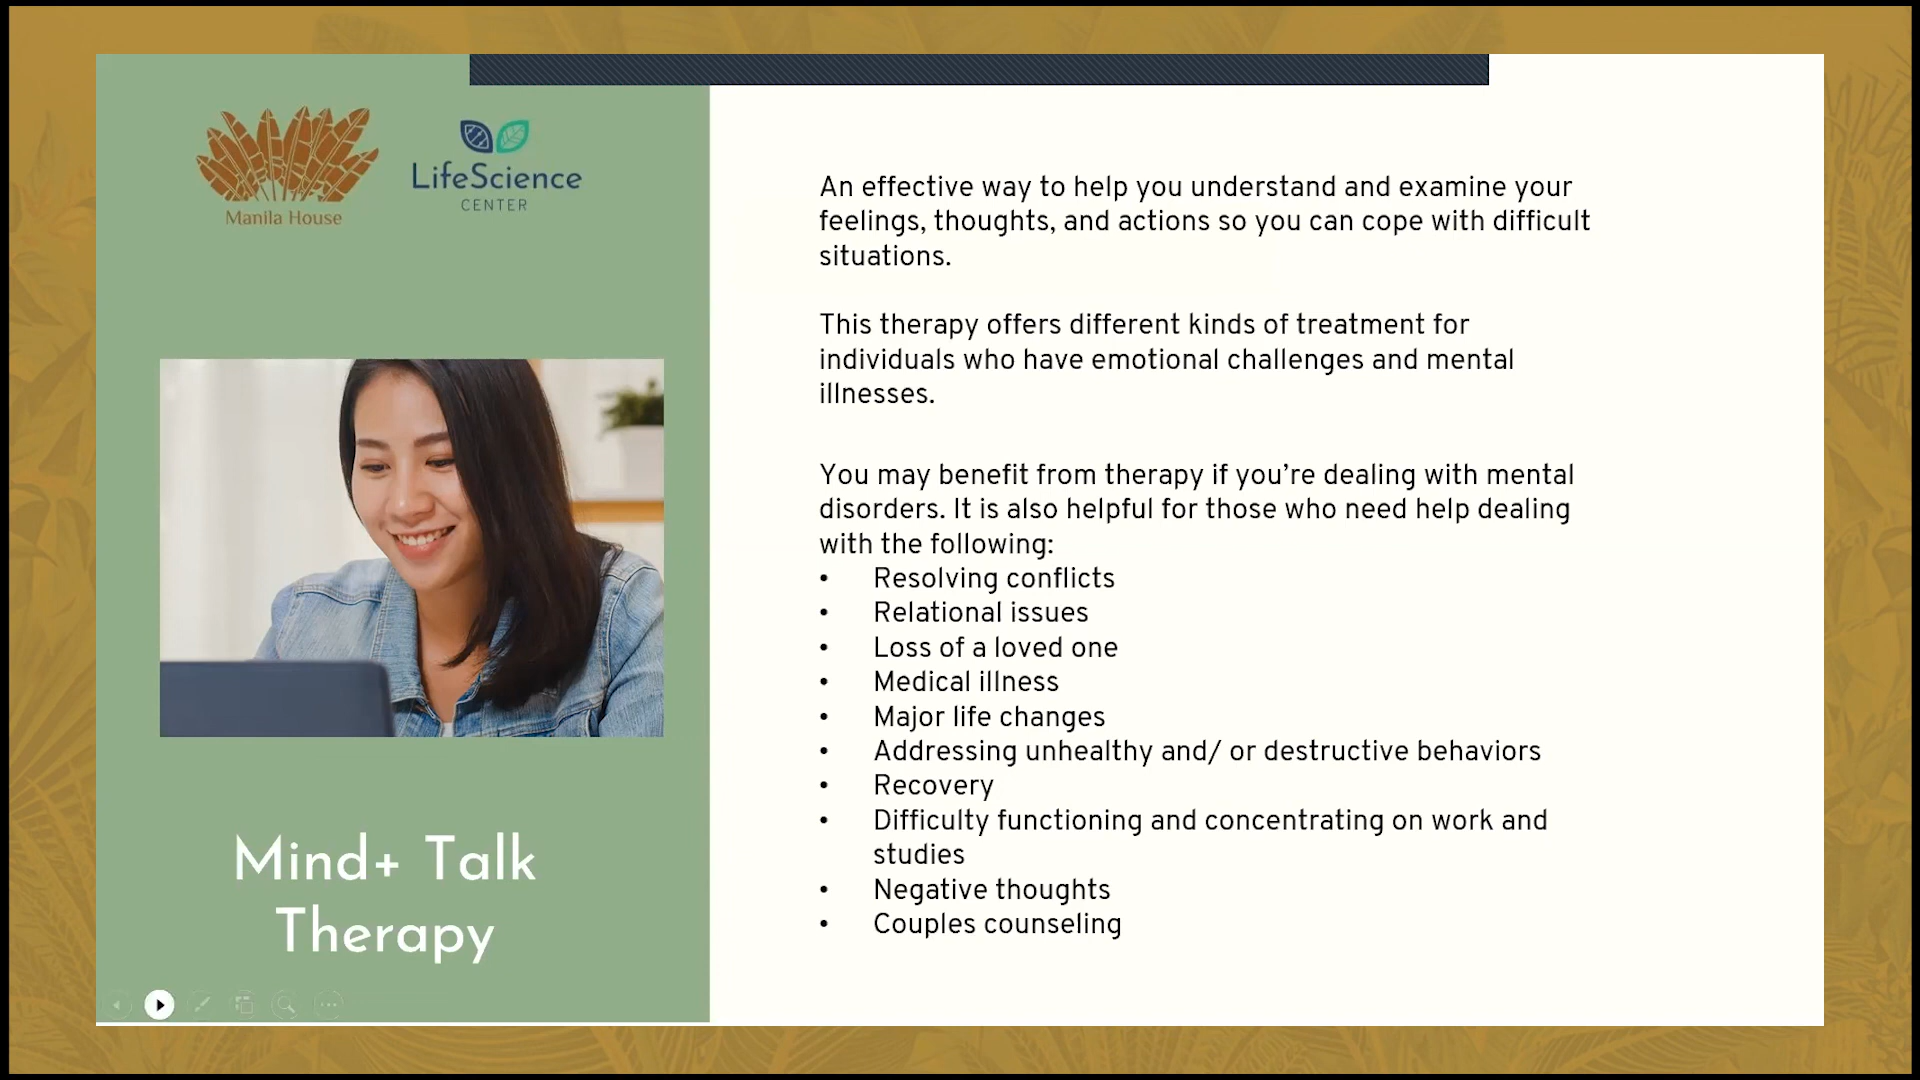 Manila House
LifeScience
CENTER
Mind+ Talk
Therapy
An effective way to help you understand and examine your
feelings, thoughts, and actions so you can cope with difficult
situations.
This therapy offers different kinds of treatment for
individuals who have emotional challenges and mental
illnesses.
You may benefit from therapy if you’re dealing with mental
disorders. It is also helpful for those who need help dealing
with the following:
• Resolving conflicts
• Relational issues
• Loss of a loved one
• Medical illness
• Major life changes
• Addressing unhealthy and/ or destructive behaviors
• Recovery
• Difficulty functioning and concentrating on work and
studies
• Negative thoughts
• Couples counseling